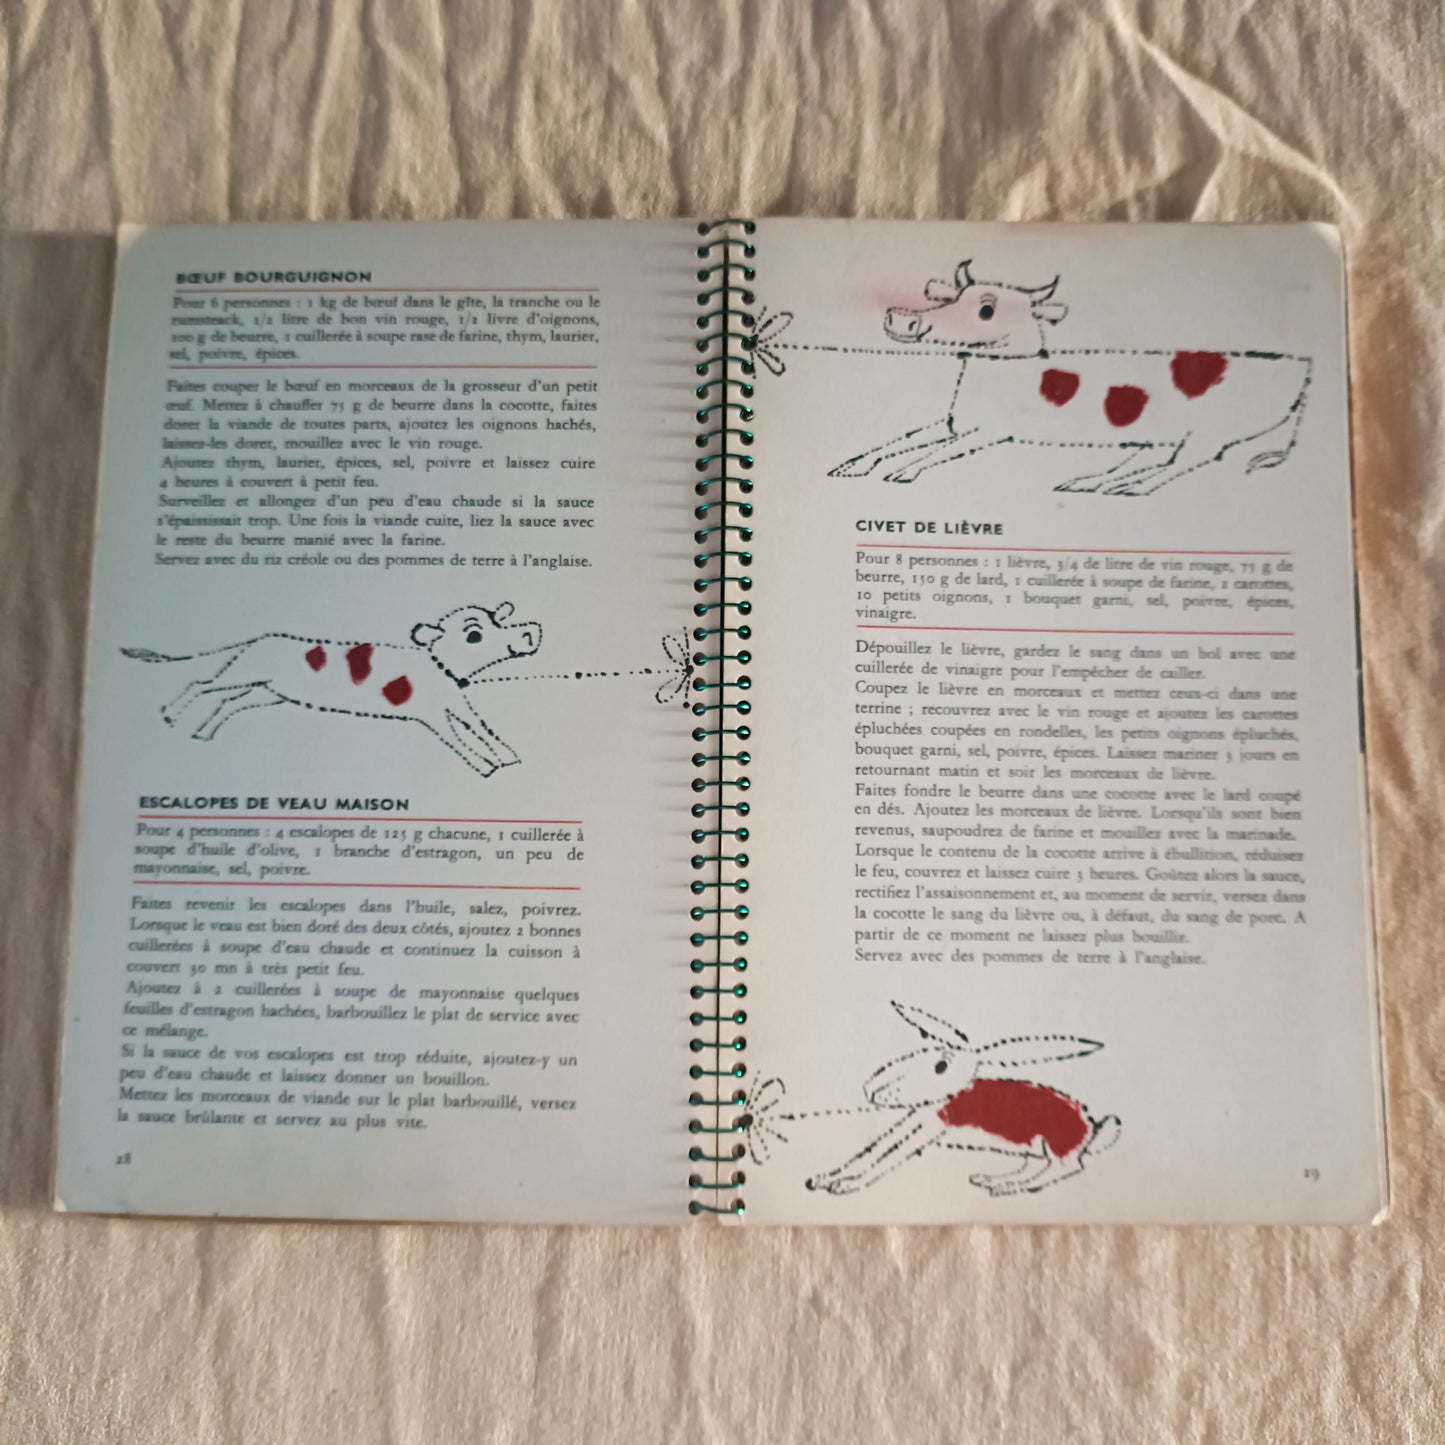 BŒUF BOURGUIGNON
Pour 6 personnes : 1 kg de bœuf dans le gîte, la tranche ou le
rumsteack, 1/2 litre de bon vin rouge, 1/2 livre d'oignons,
100 g de beurre, 1 cuillerée à soupe rase de farine, thym, laurier,
sel, poivre, épices.
Faites couper le bœuf en morceaux de la grosseur d'un petit
œuf. Mettez à chauffer 75 g de beurre dans la cocotte, faites
dorer la viande de toutes parts, ajoutez les oignons hachés,
laissez-les dorer, mouillez avec le vin rouge.
Ajoutez thym, laurier, épices, sel, poivre et laissez cuire
4 heures à couvert à petit feu.
Surveillez et allongez d'un peu d'eau chaude si la sauce
s'épaississait trop. Une fois la viande cuite, liez la sauce avec
le reste du beurre manié avec la farine.
Servez avec du riz créole ou des pommes de terre à l'anglaise.
ESCALOPES DE VEAU MAISON
Pour 4 personnes : 4 escalopes de 125 g chacune, 1 cuillerée à
soupe d'huile d'olive, 1 branche d'estragon, un peu de
mayonnaise, sel, poivre.
Faites revenir les escalopes dans l'huile, salez, poivrez.
Lorsque le veau est bien doré des deux côtés, ajoutez 2 bonnes
cuillerées à soupe d'eau chaude et continuez la cuisson à
couvert 30 mn à très petit feu.
Ajoutez à 2 cuillerées à soupe de mayonnaise quelques
feuilles d'estragon hachées, barbouillez le plat de service avec
ce mélange.
Si la sauce de vos escalopes est trop réduite, ajoutez-y un
peu d'eau chaude et laissez donner un bouillon.
Mettez les morceaux de viande sur le plat barbouillé, versez
la sauce brûlante et servez au plus vite.
28
CIVET DE LIÈVRE
Pour 8 personnes : 1 lièvre, 3/4 de litre de vin rouge, 75 g de
beurre, 150 g de lard, 1 cuillerée à soupe de farine, 2 carottes,
10 petits oignons, 1 bouquet garni, sel, poivre, épices,
vinaigre.
Dépouillez le lièvre, gardez le sang dans un bol avec une
cuillerée de vinaigre pour l'empêcher de cailler.
Coupez le lièvre en morceaux et mettez ceux-ci dans une
terrine ; recouvrez avec le vin rouge et ajoutez les carottes
épluchées coupées en rondelles, les petits oignons épluchés,
bouquet garni, sel, poivre, épices. Laissez mariner 3 jours en
retournant matin et soir les morceaux de lièvre.
Faites fondre le beurre dans une cocotte avec le lard coupé
en dés. Ajoutez les morceaux de lièvre. Lorsqu'ils sont bien
revenus, saupoudrez de farine et mouillez avec la marinade.
Lorsque le contenu de la cocotte arrive à ébullition, réduisez
le feu, couvrez et laissez cuire 3 heures. Goûtez alors la sauce,
rectifiez l'assaisonnement et, au moment de servir, versez dans
la cocotte le sang du lièvre ou, à défaut, du sang de porc. A
partir de ce moment ne laissez plus bouillir.
Servez avec des pommes de terre à l'anglaise.
29